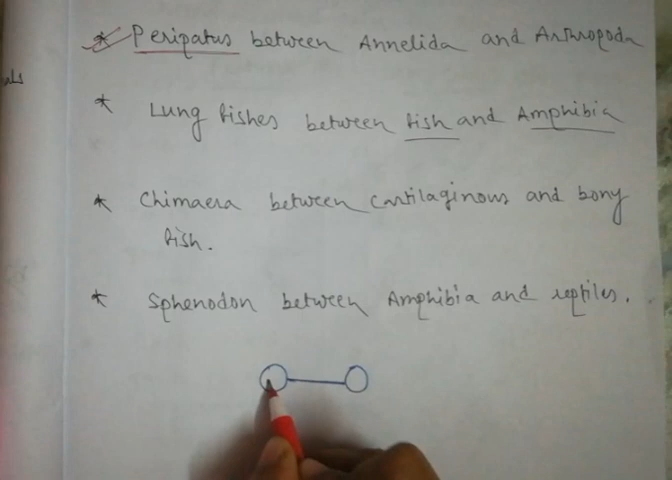 * Peripatus between Annelida and Arthropoda
als
* Lung fishes between fish and Amphibia
* Chimaera between Cartilaginous and bony
fish.
* Sphenodon between Amphibia and reptiles.